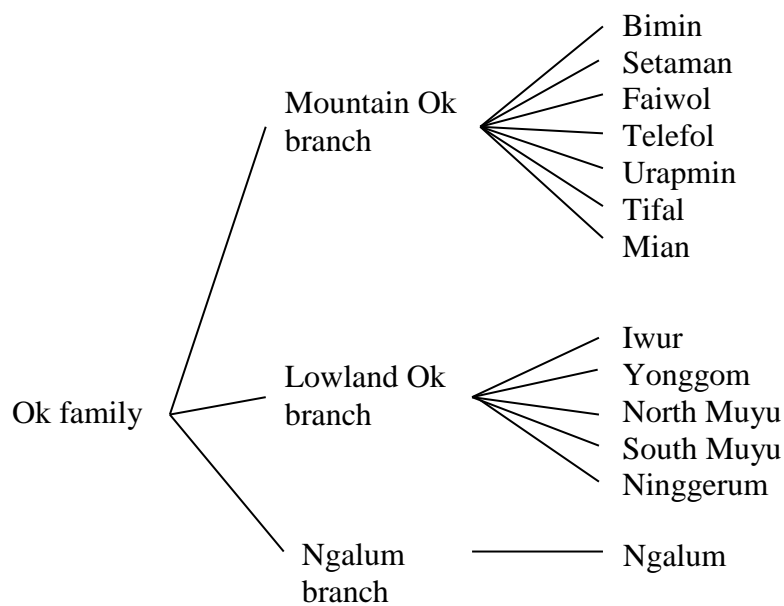 Bimin
Setaman
Mountain Ok
branch
Faiwol
Telefol
Urapmin
Tifal
Mian
Iwur
Lowland Ok
branch
Yonggom
Ok family
North Muyu
South Muyu
Ninggerum
Ngalum
branch
Ngalum